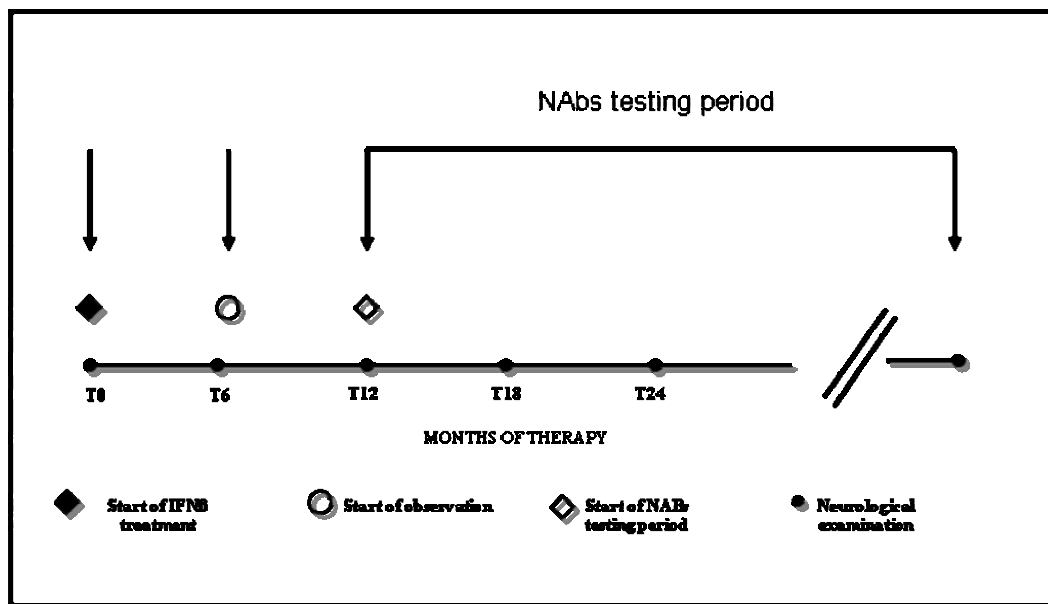 NAbs testing period
T0 T6 T12 T18 T24
MONTHS OF THERAPY
Start of IFNß
treatment
Start of observation
Start of NABs
testing period
Neurological
examination